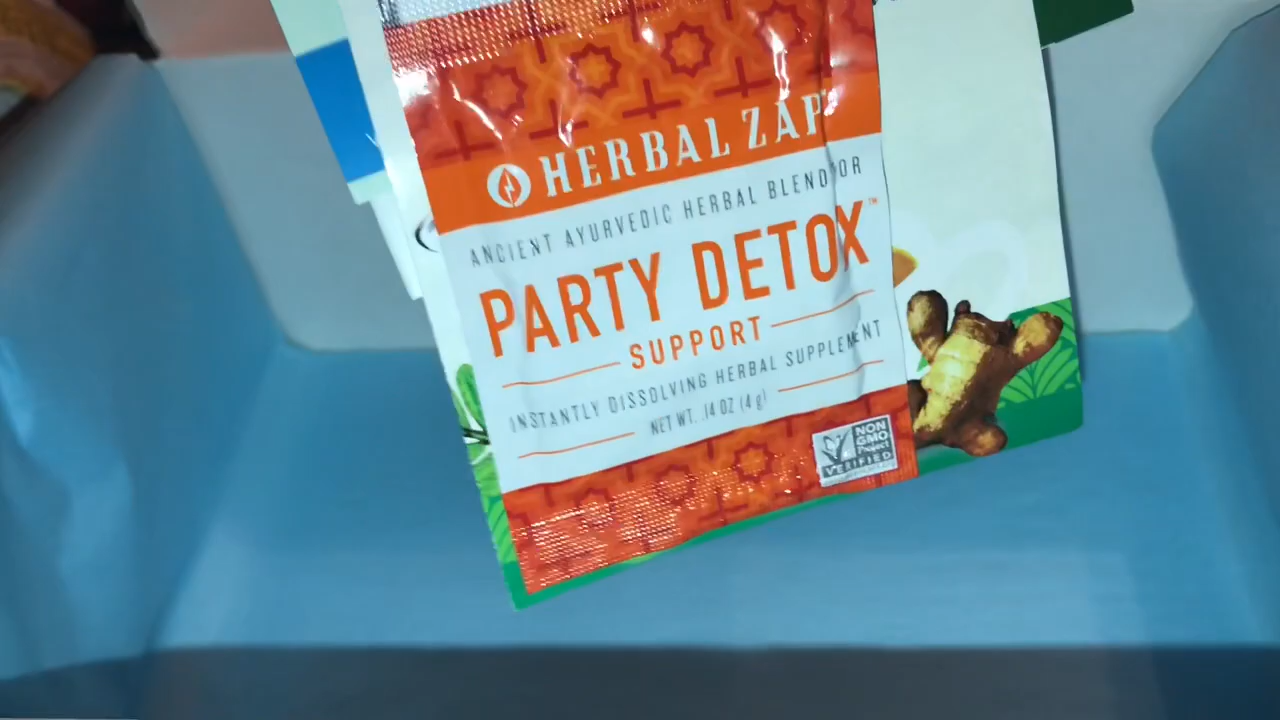 HERBAL ZAP
ANCIENT AYURVEDIC HERBAL BLEND OR
PARTY DETOX™
SUPPORT
INSTANTLY DISSOLVING HERBAL SUPPLEMENT
NET WT. .14 OZ (4 g)
NON
GMO
Project
VERIFIED